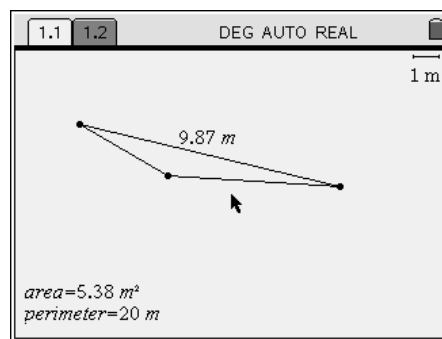 1.1 1.2 DEG AUTO REAL
1 m
9.87 m
area=5.38 m²
perimeter=20 m